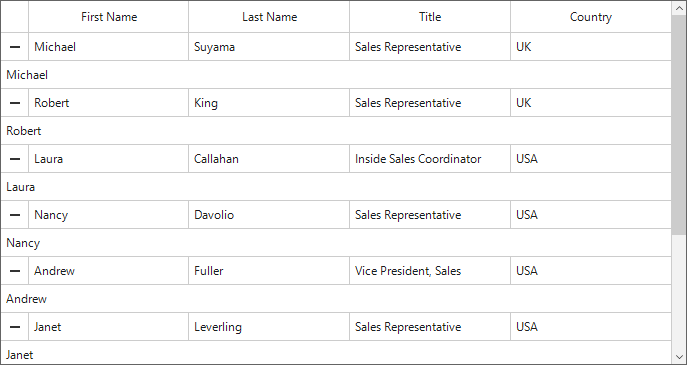 First Name Last Name Title Country
Michael Suyama Sales Representative UK
Michael
Robert King Sales Representative UK
Robert
Laura Callahan Inside Sales Coordinator USA
Laura
Nancy Davolio Sales Representative USA
Nancy
Andrew Fuller Vice President, Sales USA
Andrew
Janet Leverling Sales Representative USA
Janet